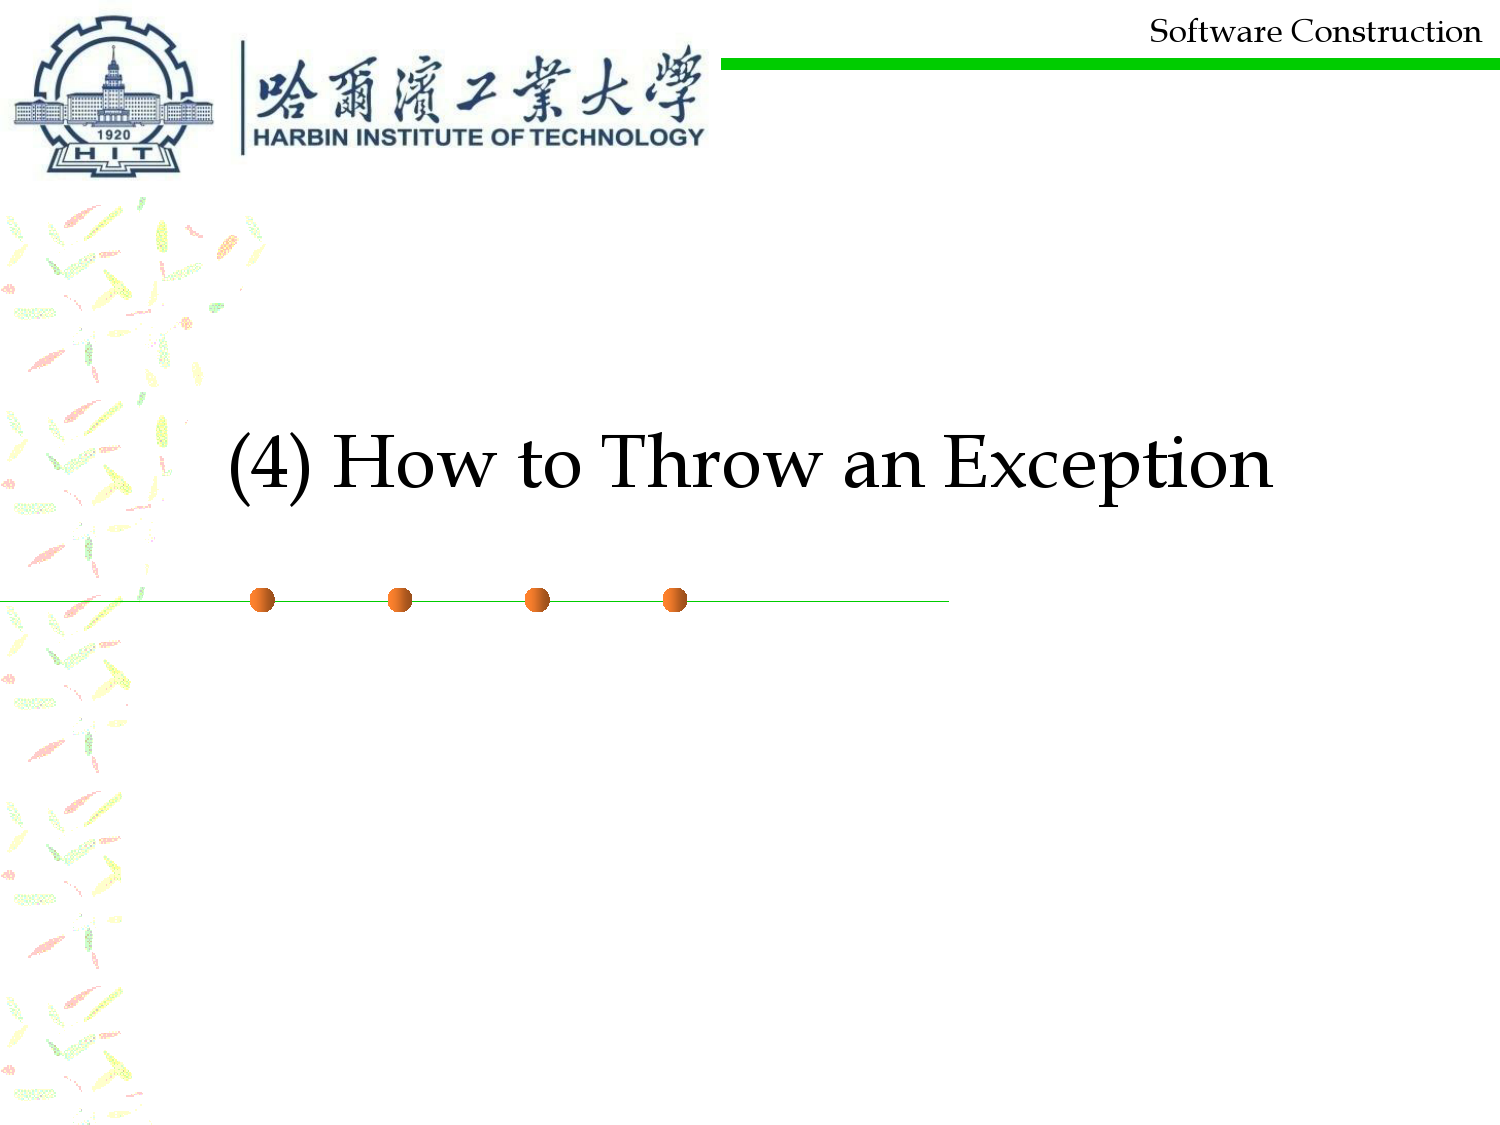 Software Construction
1920
HIT
哈爾濱工業大學
HARBIN INSTITUTE OF TECHNOLOGY
(4) How to Throw an Exception